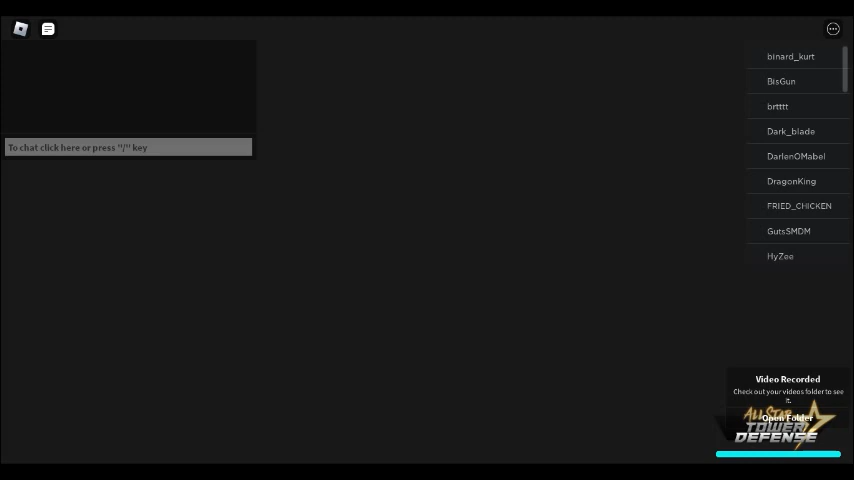 To chat click here or press "/" key
binard_kurt
BisGun
brtttt
Dark_blade
DarlenOMabel
DragonKing
FRIED_CHICKEN
GutsSMDM
HyZee
Video Recorded
Check out your videos folder to see
it.
Open Folder
ALL STAR
TOWER
DEFENSE